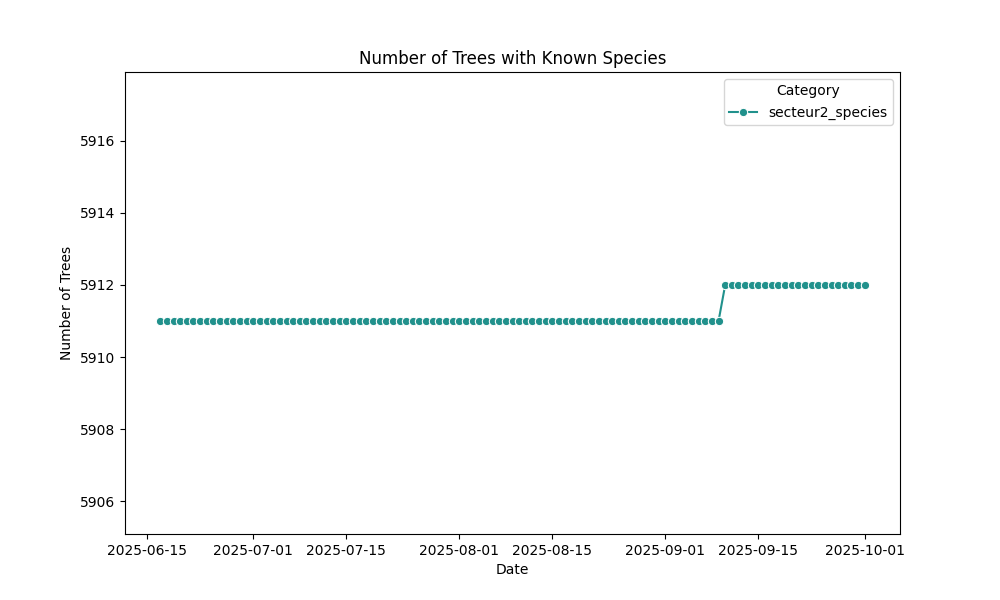 Number of Trees with Known Species
Category
secteur2_species
Number of Trees
5916
5914
5912
5910
5908
5906
2025-06-15 2025-07-01 2025-07-15 2025-08-01 2025-08-15 2025-09-01 2025-09-15 2025-10-01
Date